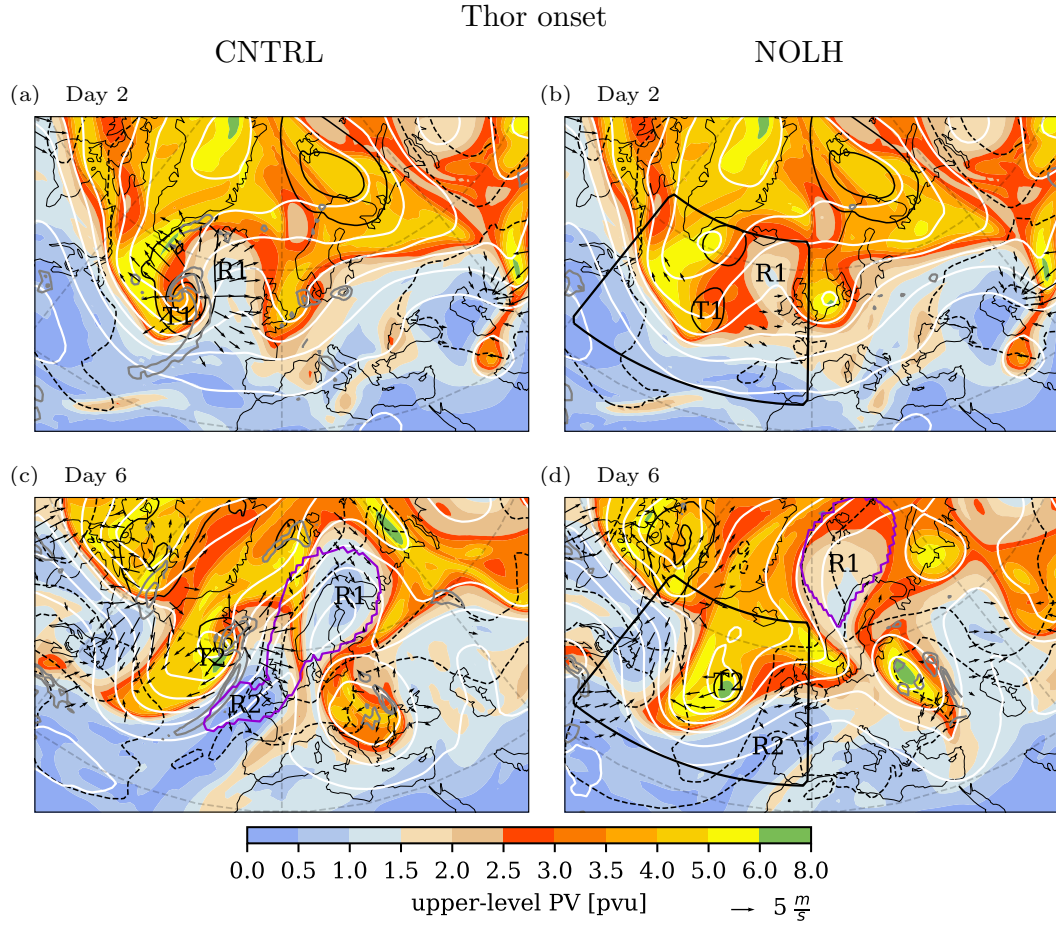 Thor onset
CNTRL NOLH
(a) Day 2 (b) Day 2
R1 R1
T1 T1
(c) Day 6 (d) Day 6
R1 R1
T2 T2
R2 R2
0.0 0.5 1.0 1.5 2.0 2.5 3.0 3.5 4.0 5.0 6.0 8.0
upper-level PV [pvu] → 5 m/s